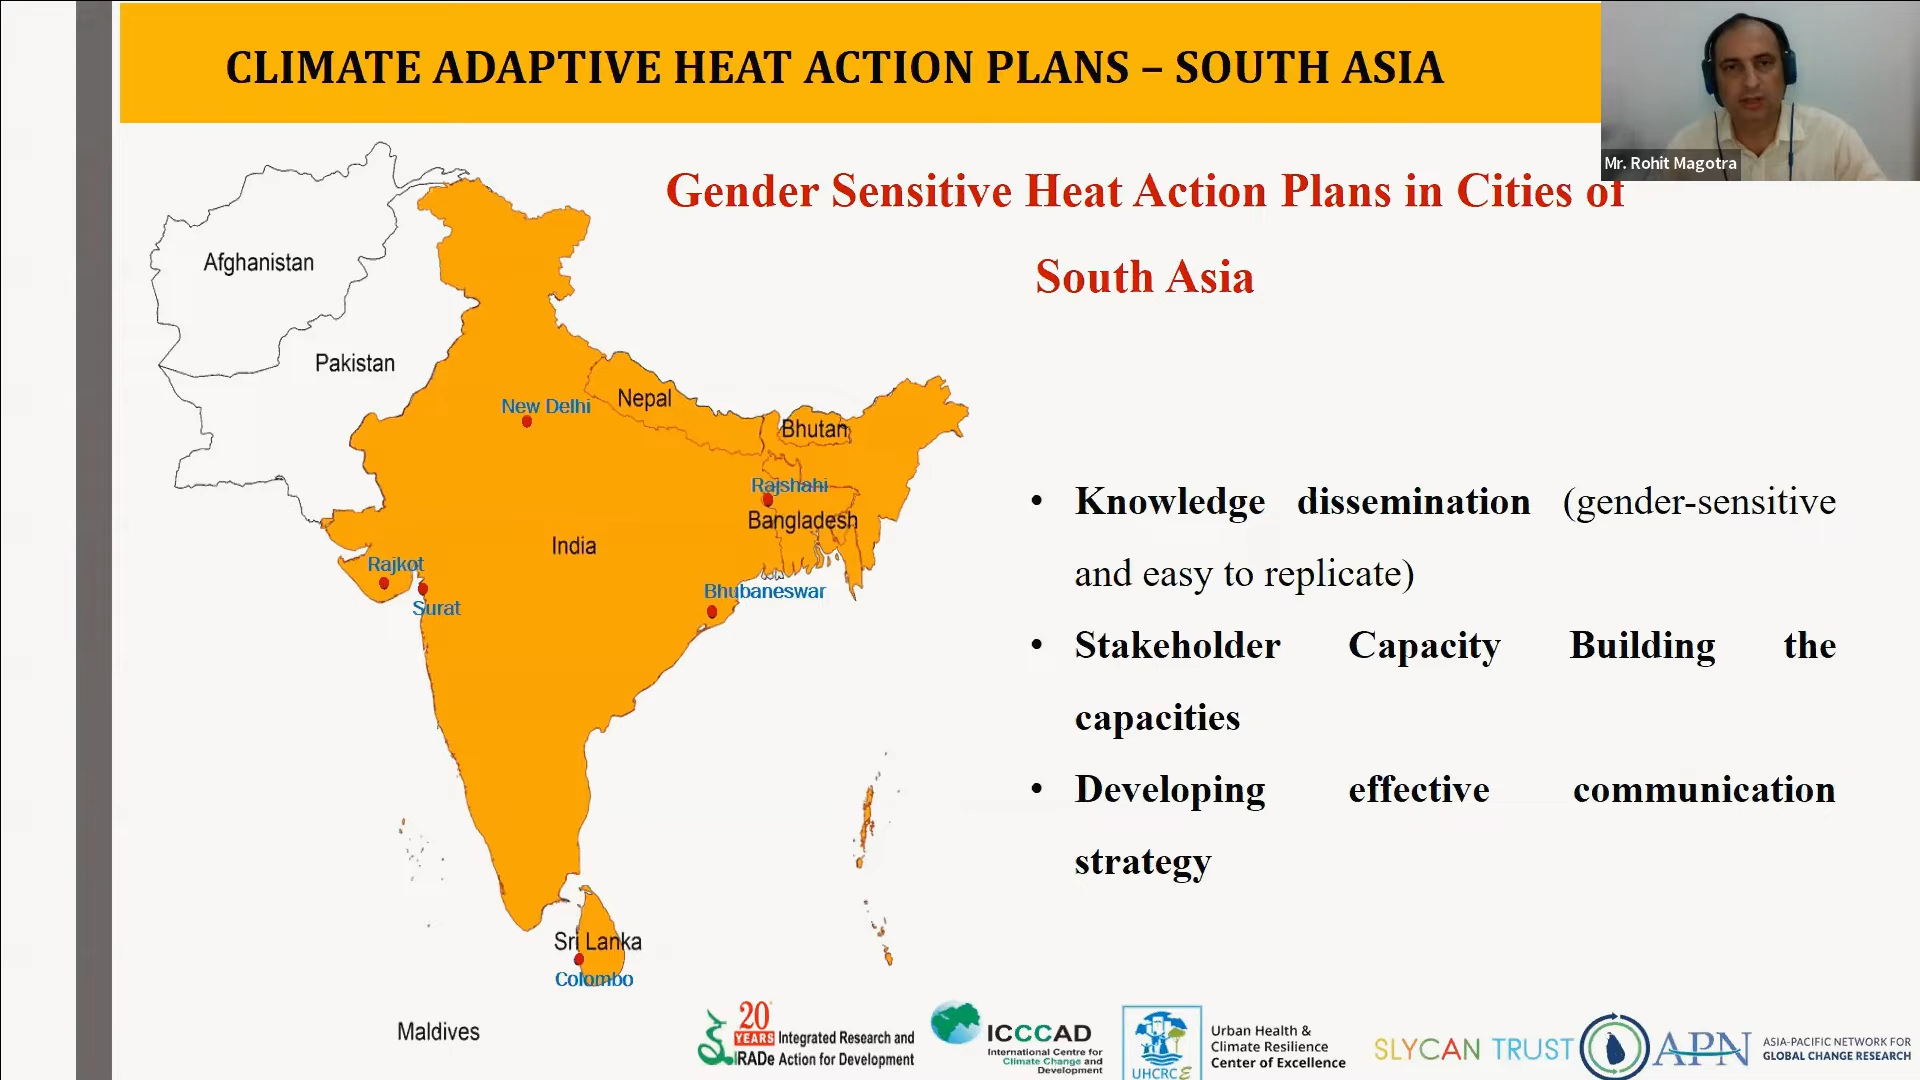 CLIMATE ADAPTIVE HEAT ACTION PLANS – SOUTH ASIA
Mr. Rohit Magotra
Gender Sensitive Heat Action Plans in Cities of
South Asia
Afghanistan
Pakistan
New Delhi
Nepal
Bhutan
Rajshahi
Bangladesh
India
Rajkot
Surat
Bhubaneswar
Sri Lanka
Colombo
Maldives
• Knowledge dissemination (gender-sensitive
and easy to replicate)
• Stakeholder Capacity Building the
capacities
• Developing effective communication
strategy
20
YEARS
IRADe
Integrated Research and
Action for Development
ICCCAD
International Centre for
Climate Change and
Development
UHCRCE
Urban Health &
Climate Resilience
Center of Excellence
SLYCAN TRUST
APN
ASIA-PACIFIC NETWORK FOR
GLOBAL CHANGE RESEARCH